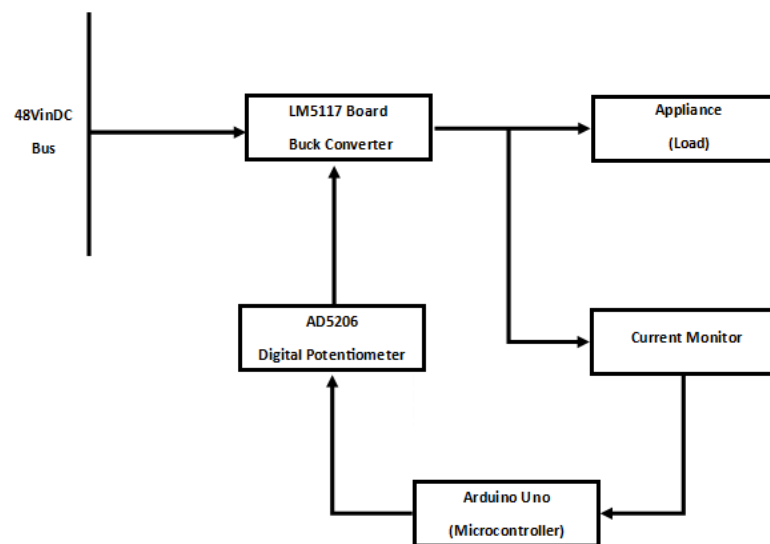 48VinDC
Bus
LM5117 Board
Buck Converter
Appliance
(Load)
AD5206
Digital Potentiometer
Current Monitor
Arduino Uno
(Microcontroller)